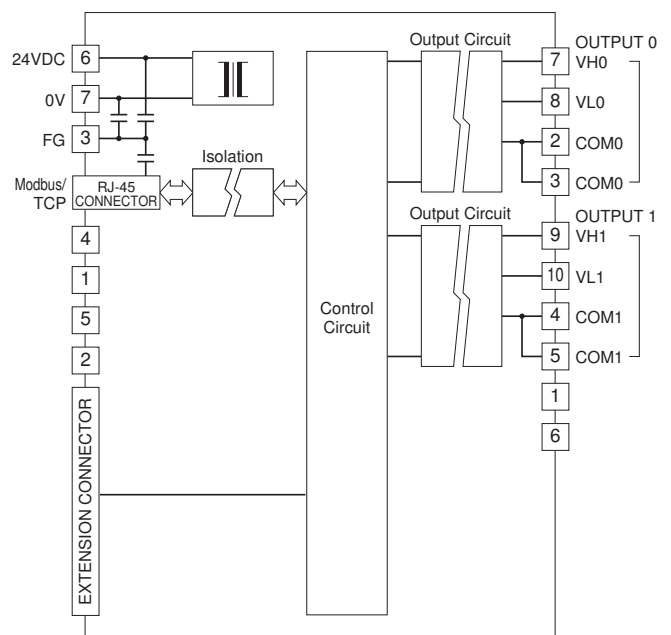 24VDC 6
0V 7
FG 3
Modbus/
TCP
RJ-45
CONNECTOR
Isolation
4
1
5
2
EXTENSION CONNECTOR
Control
Circuit
Output Circuit
OUTPUT 0
7 VH0
8 VL0
2 COM0
3 COM0
Output Circuit
OUTPUT 1
9 VH1
10 VL1
4 COM1
5 COM1
1
6